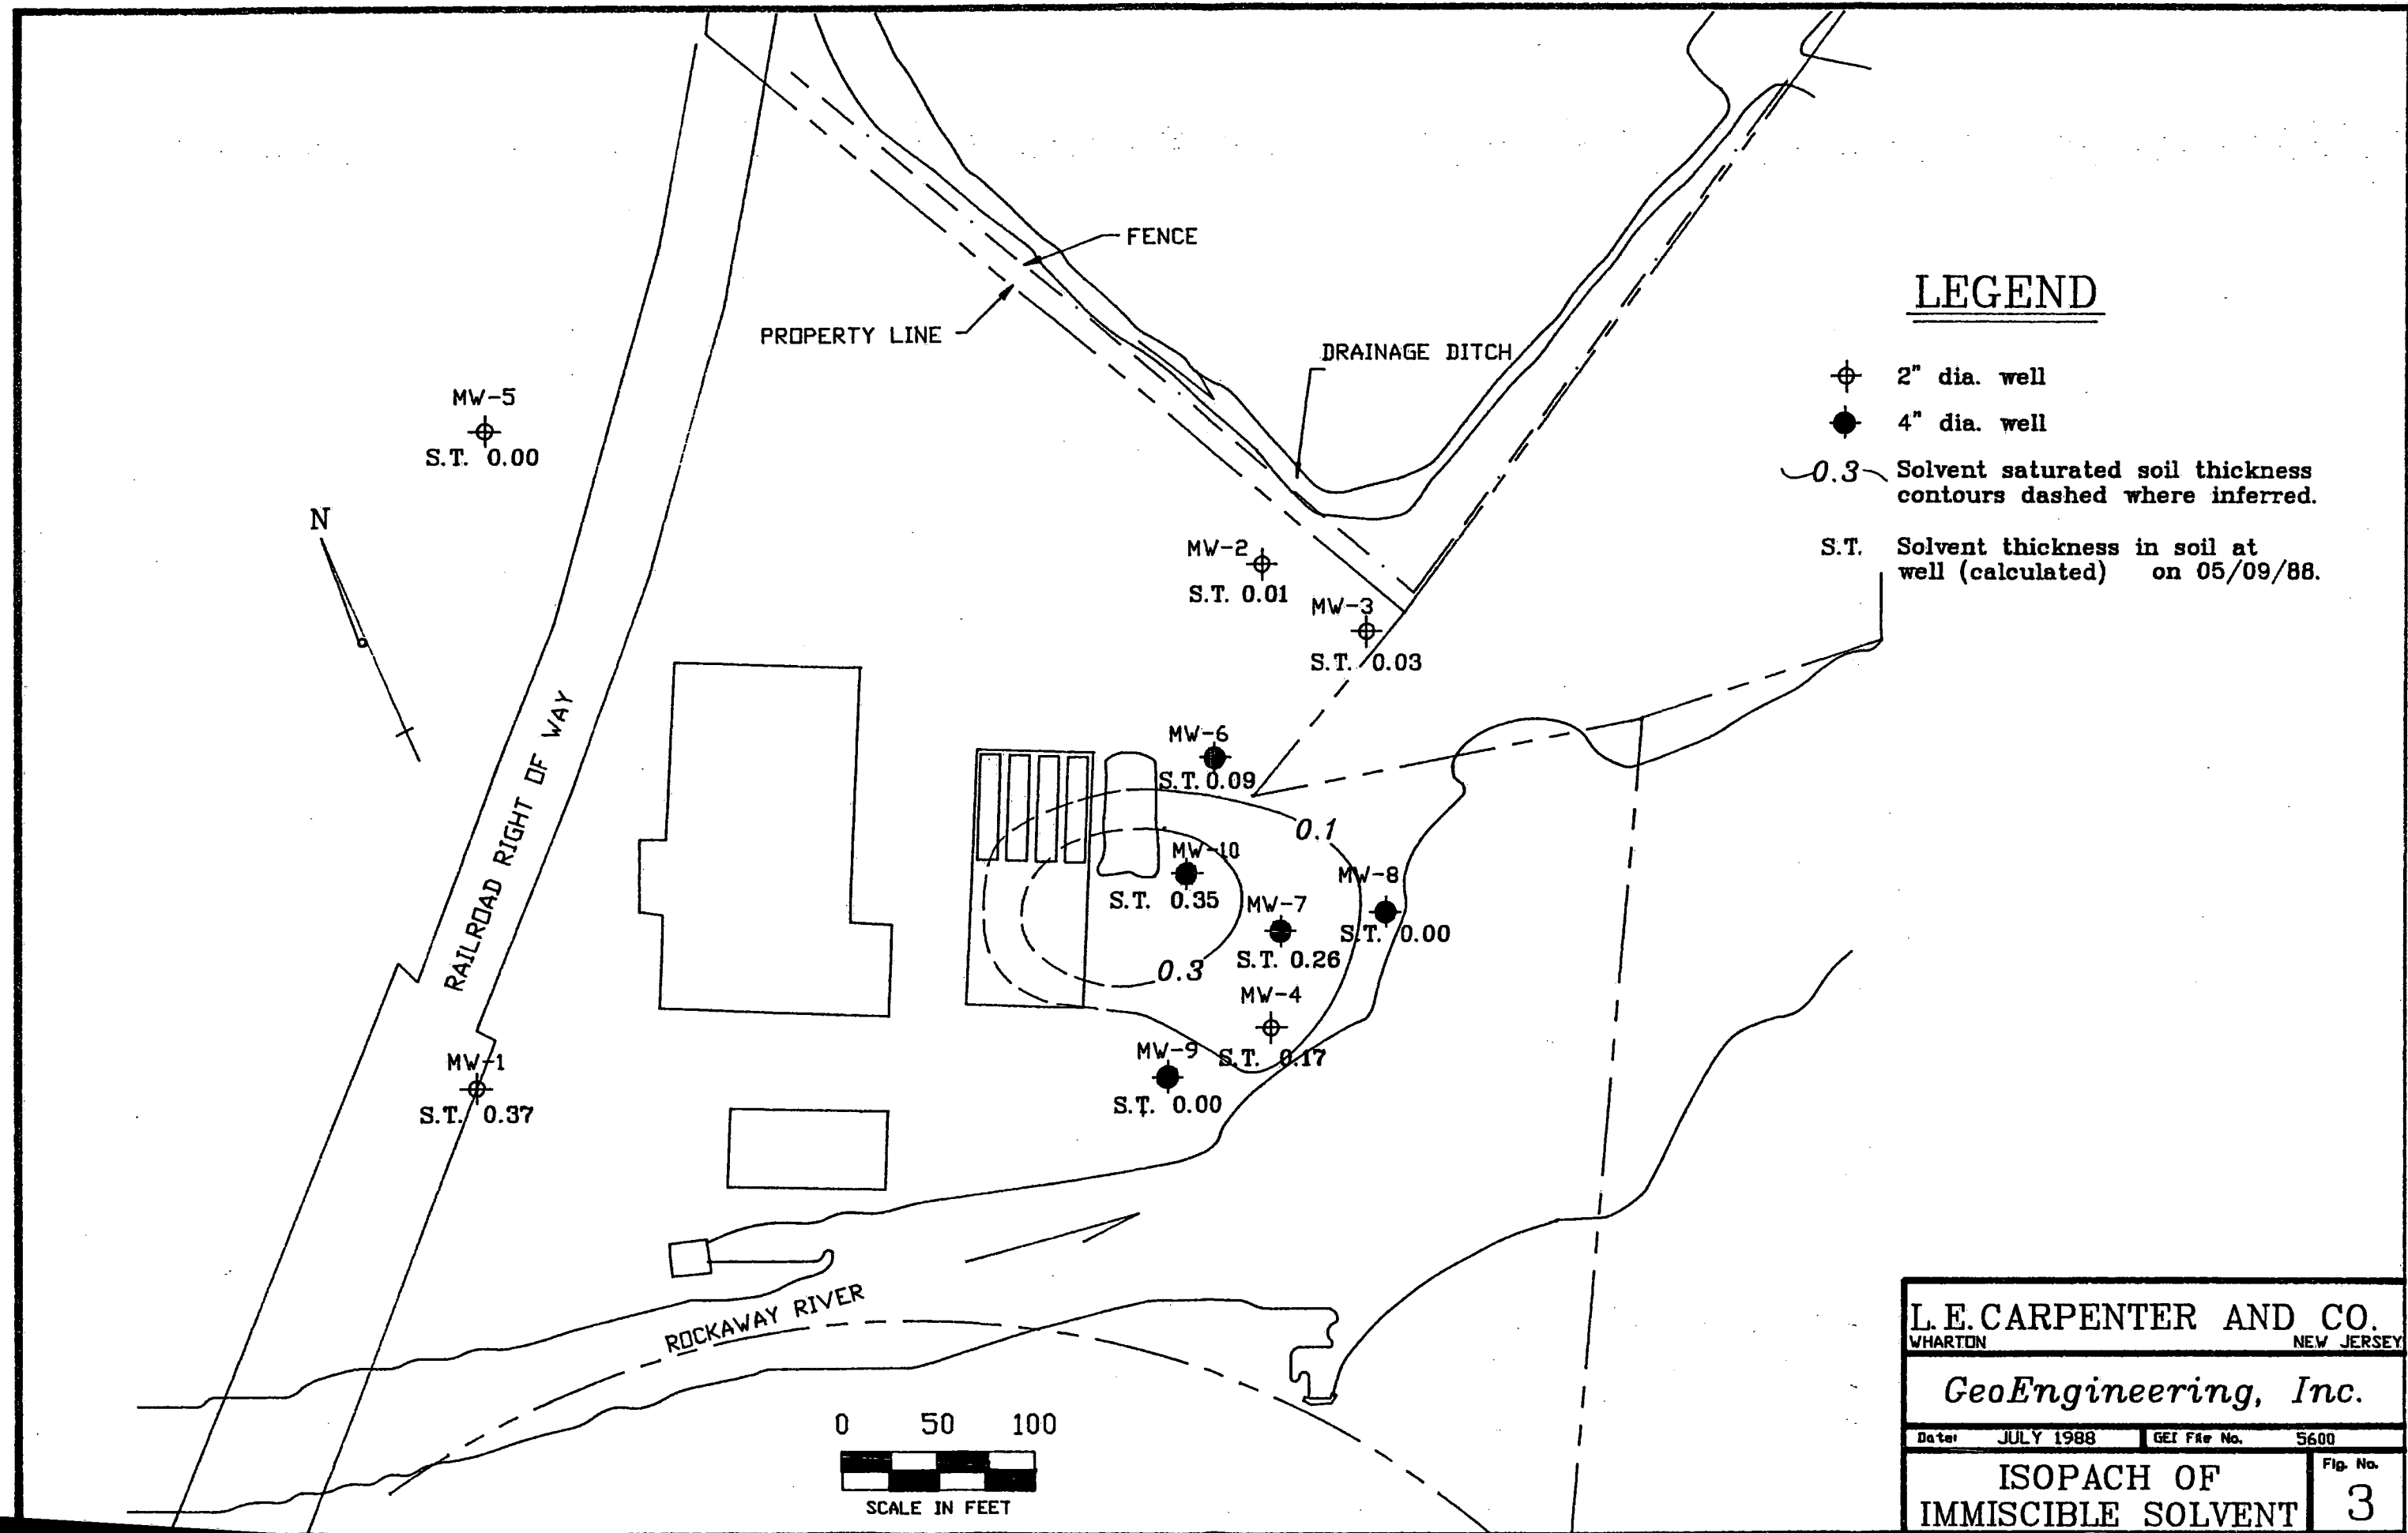 FENCE
PROPERTY LINE
DRAINAGE DITCH
LEGEND
2" dia. well
4" dia. well
0.3 Solvent saturated soil thickness
contours dashed where inferred.
S.T. Solvent thickness in soil at
well (calculated) on 05/09/88.
MW-5
S.T. 0.00
N
MW-2
S.T. 0.01
MW-3
S.T. 0.03
RAILROAD RIGHT OF WAY
MW-6
S.T. 0.09
0.1
MW-10
S.T. 0.35
MW-8
S.T. 0.00
MW-7
S.T. 0.26
0.3
MW-4
S.T. 0.17
MW-9
S.T. 0.00
MW-1
S.T. 0.37
ROCKAWAY RIVER
0 50 100
SCALE IN FEET
L.E.CARPENTER AND CO.
WHARTON NEW JERSEY
GeoEngineering, Inc.
Date: JULY 1988 GEI File No. 5600
ISOPACH OF
IMMISCIBLE SOLVENT
Fig. No.
3